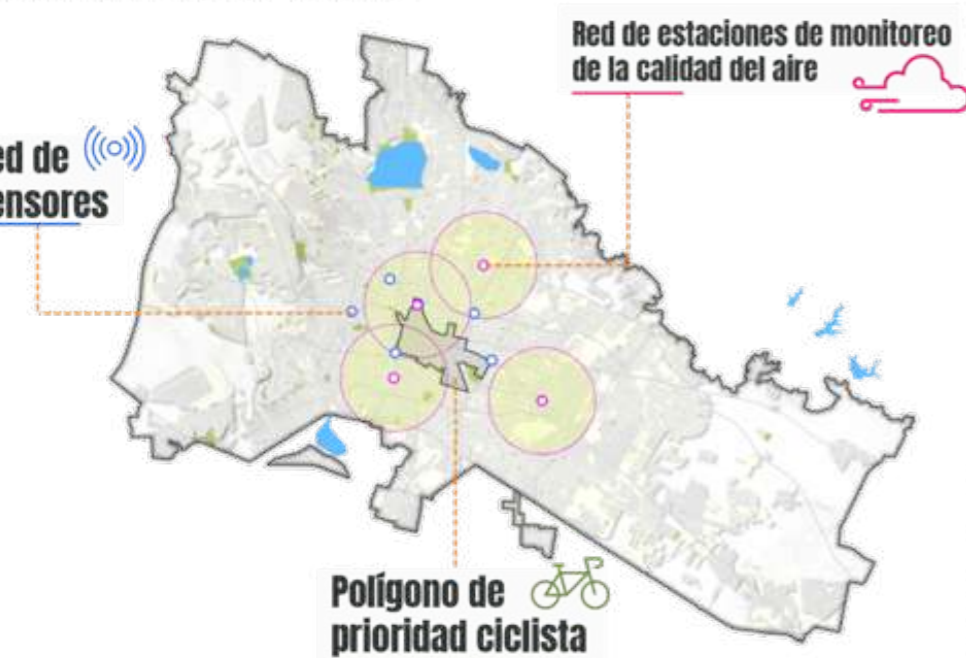 Red de estaciones de monitoreo
de la calidad del aire
ed de
ensores
Polígono de
prioridad ciclista